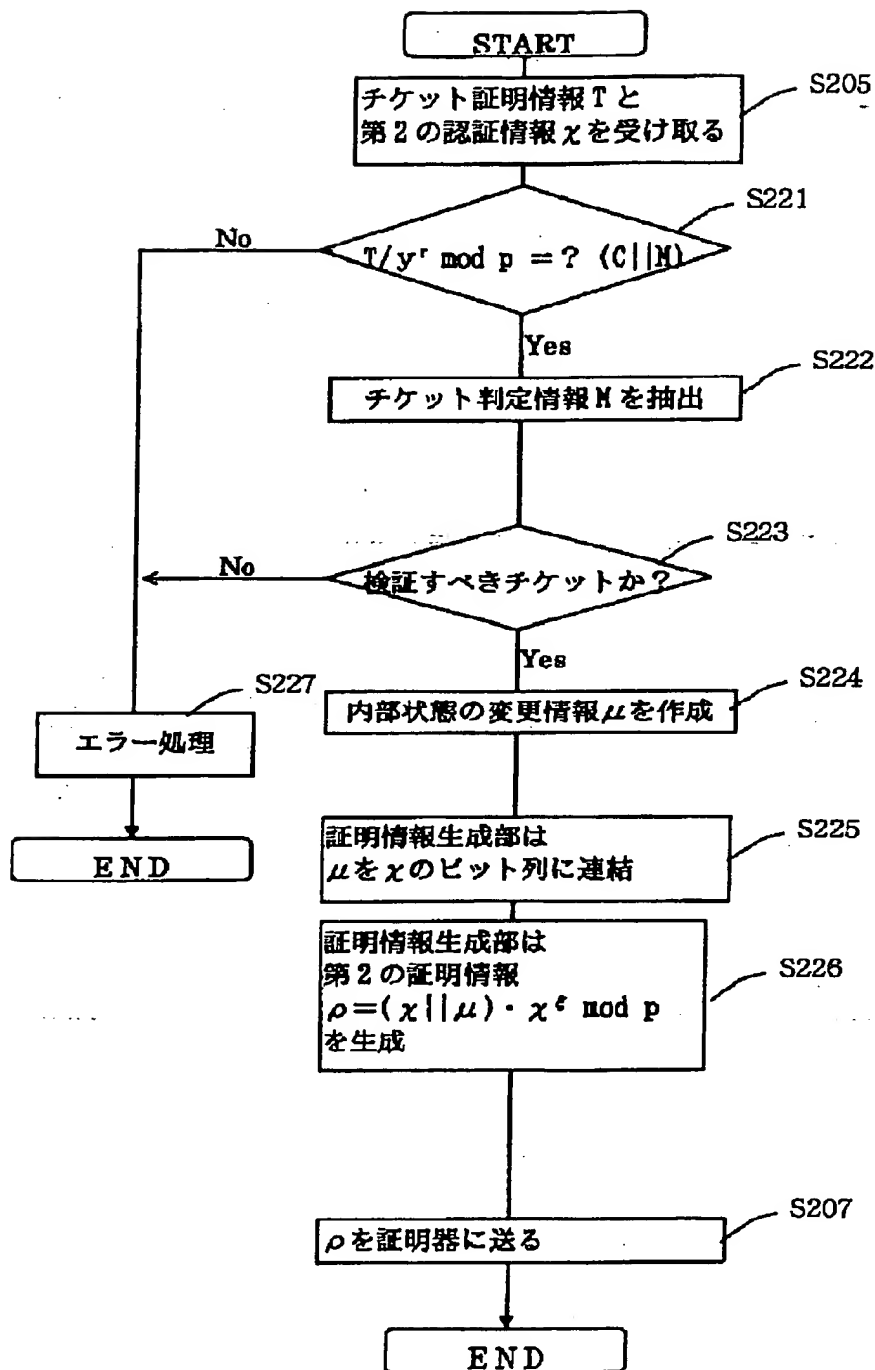 START
S205
チケット証明情報Tと
第2の認証情報χを受け取る
S221
No
T/yʳ mod p =? (C||M)
Yes
S222
チケット判定情報Mを抽出
S223
No
検証すべきチケットか?
Yes
S224
内部状態の変更情報μを作成
S227
エラー処理
END
S225
証明情報生成部は
μをχのビット列に連結
S226
証明情報生成部は
第2の証明情報
ρ=(χ||μ)・χ^ξ mod p
を生成
S207
ρを証明器に送る
END